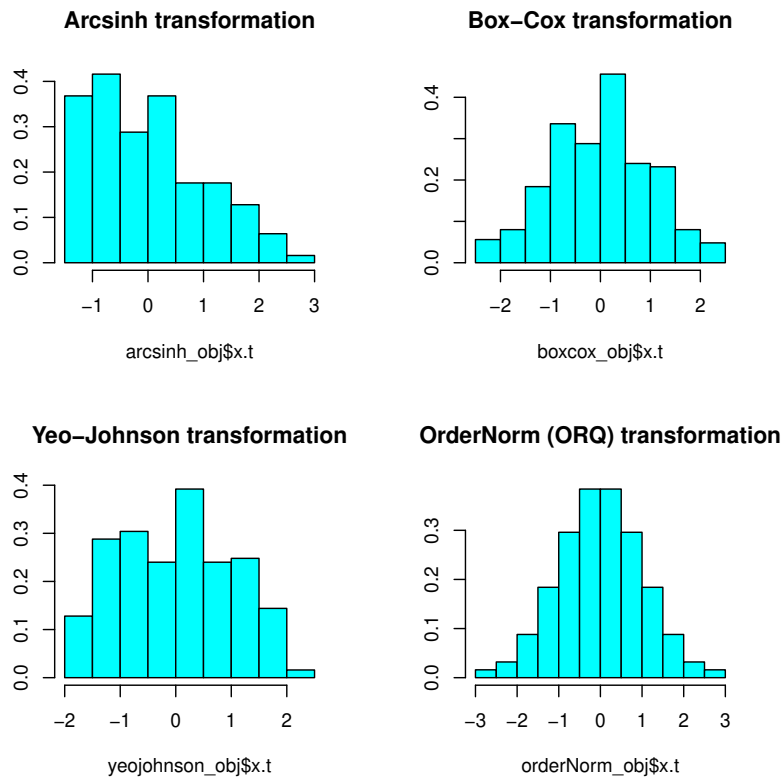 Arcsinh transformation
0.0 0.1 0.2 0.3 0.4
−1 0 1 2 3
arcsinh_obj$x.t
Box−Cox transformation
0.0 0.2 0.4
−2 −1 0 1 2
boxcox_obj$x.t
Yeo−Johnson transformation
0.0 0.1 0.2 0.3 0.4
−2 −1 0 1 2
yeojohnson_obj$x.t
OrderNorm (ORQ) transformation
0.0 0.1 0.2 0.3
−3 −2 −1 0 1 2 3
orderNorm_obj$x.t